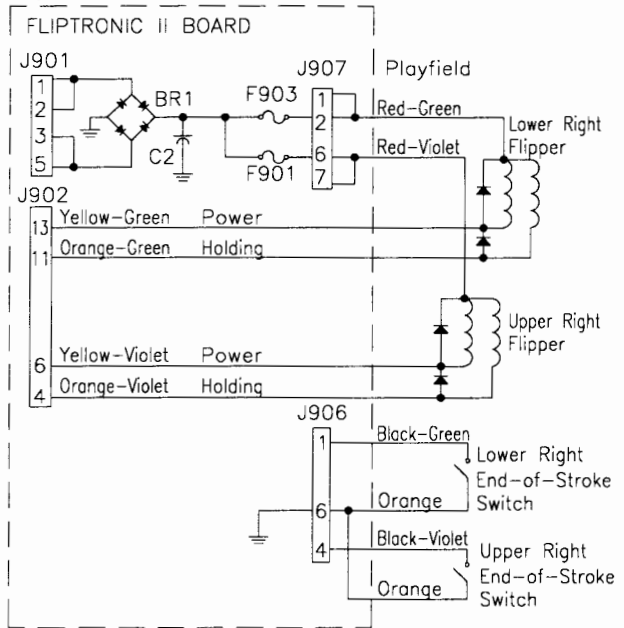 FLIPTRONIC II BOARD
J901
1
2
3
5
BR1
C2
F903
F901
J907
1
2
6
7
Playfield
Red-Green
Red-Violet
Lower Right
Flipper
J902
13
Yellow-Green Power
11
Orange-Green Holding
Upper Right
Flipper
6
Yellow-Violet Power
4
Orange-Violet Holding
J906
1
Black-Green
Lower Right
End-of-Stroke
Switch
6
Orange
4
Black-Violet
Upper Right
End-of-Stroke
Switch
Orange